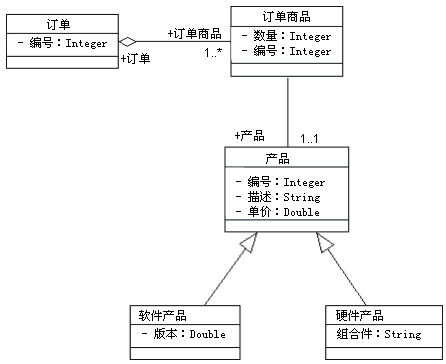 订单
- 编号：Integer
+订单
+订单商品
1..*
订单商品
- 数量：Integer
- 编号：Integer
+产品
1..1
产品
- 编号：Integer
- 描述：String
- 单价：Double
软件产品
- 版本：Double
硬件产品
组合件：String